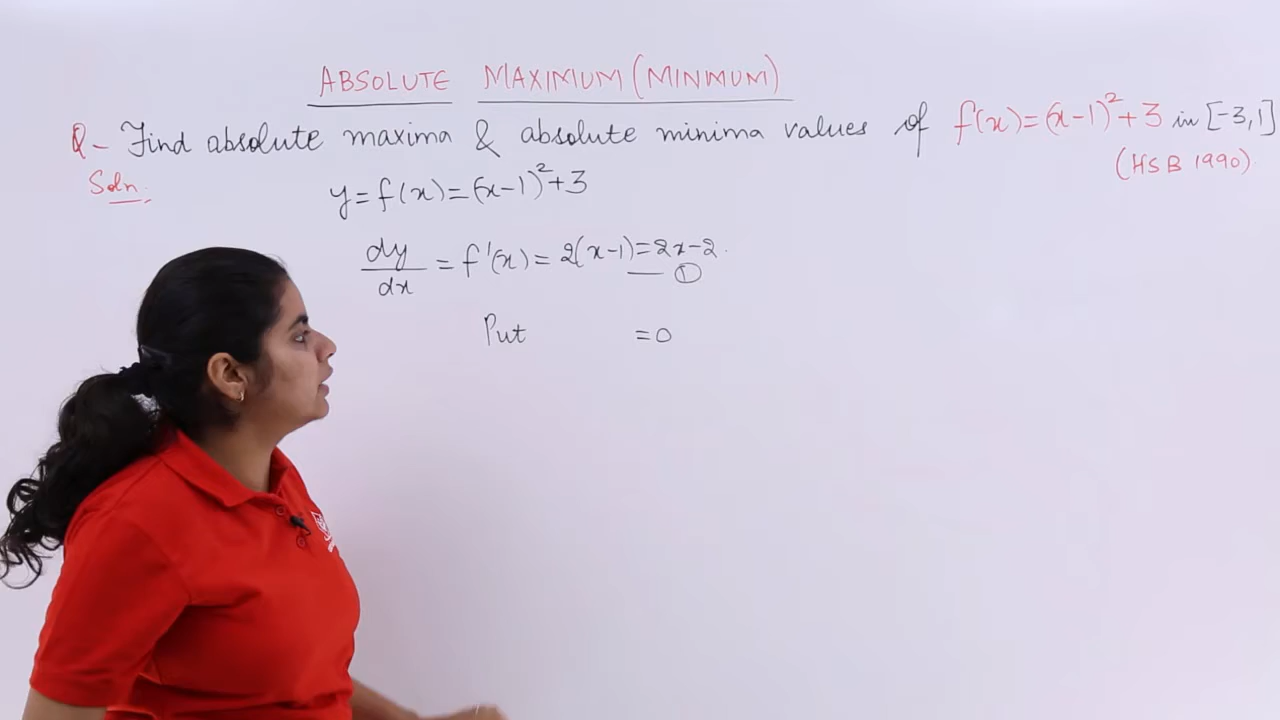 ABSOLUTE MAXIMUM (MINMUM)
Q- Find absolute maxima & absolute minima values of f(x)=(x-1)²+3 in [-3,1]
(HSB 1990).
Soln.
y=f(x)=(x-1)²+3
dy/dx = f'(x) = 2(x-1)=2x-2.
— ①
Put =0